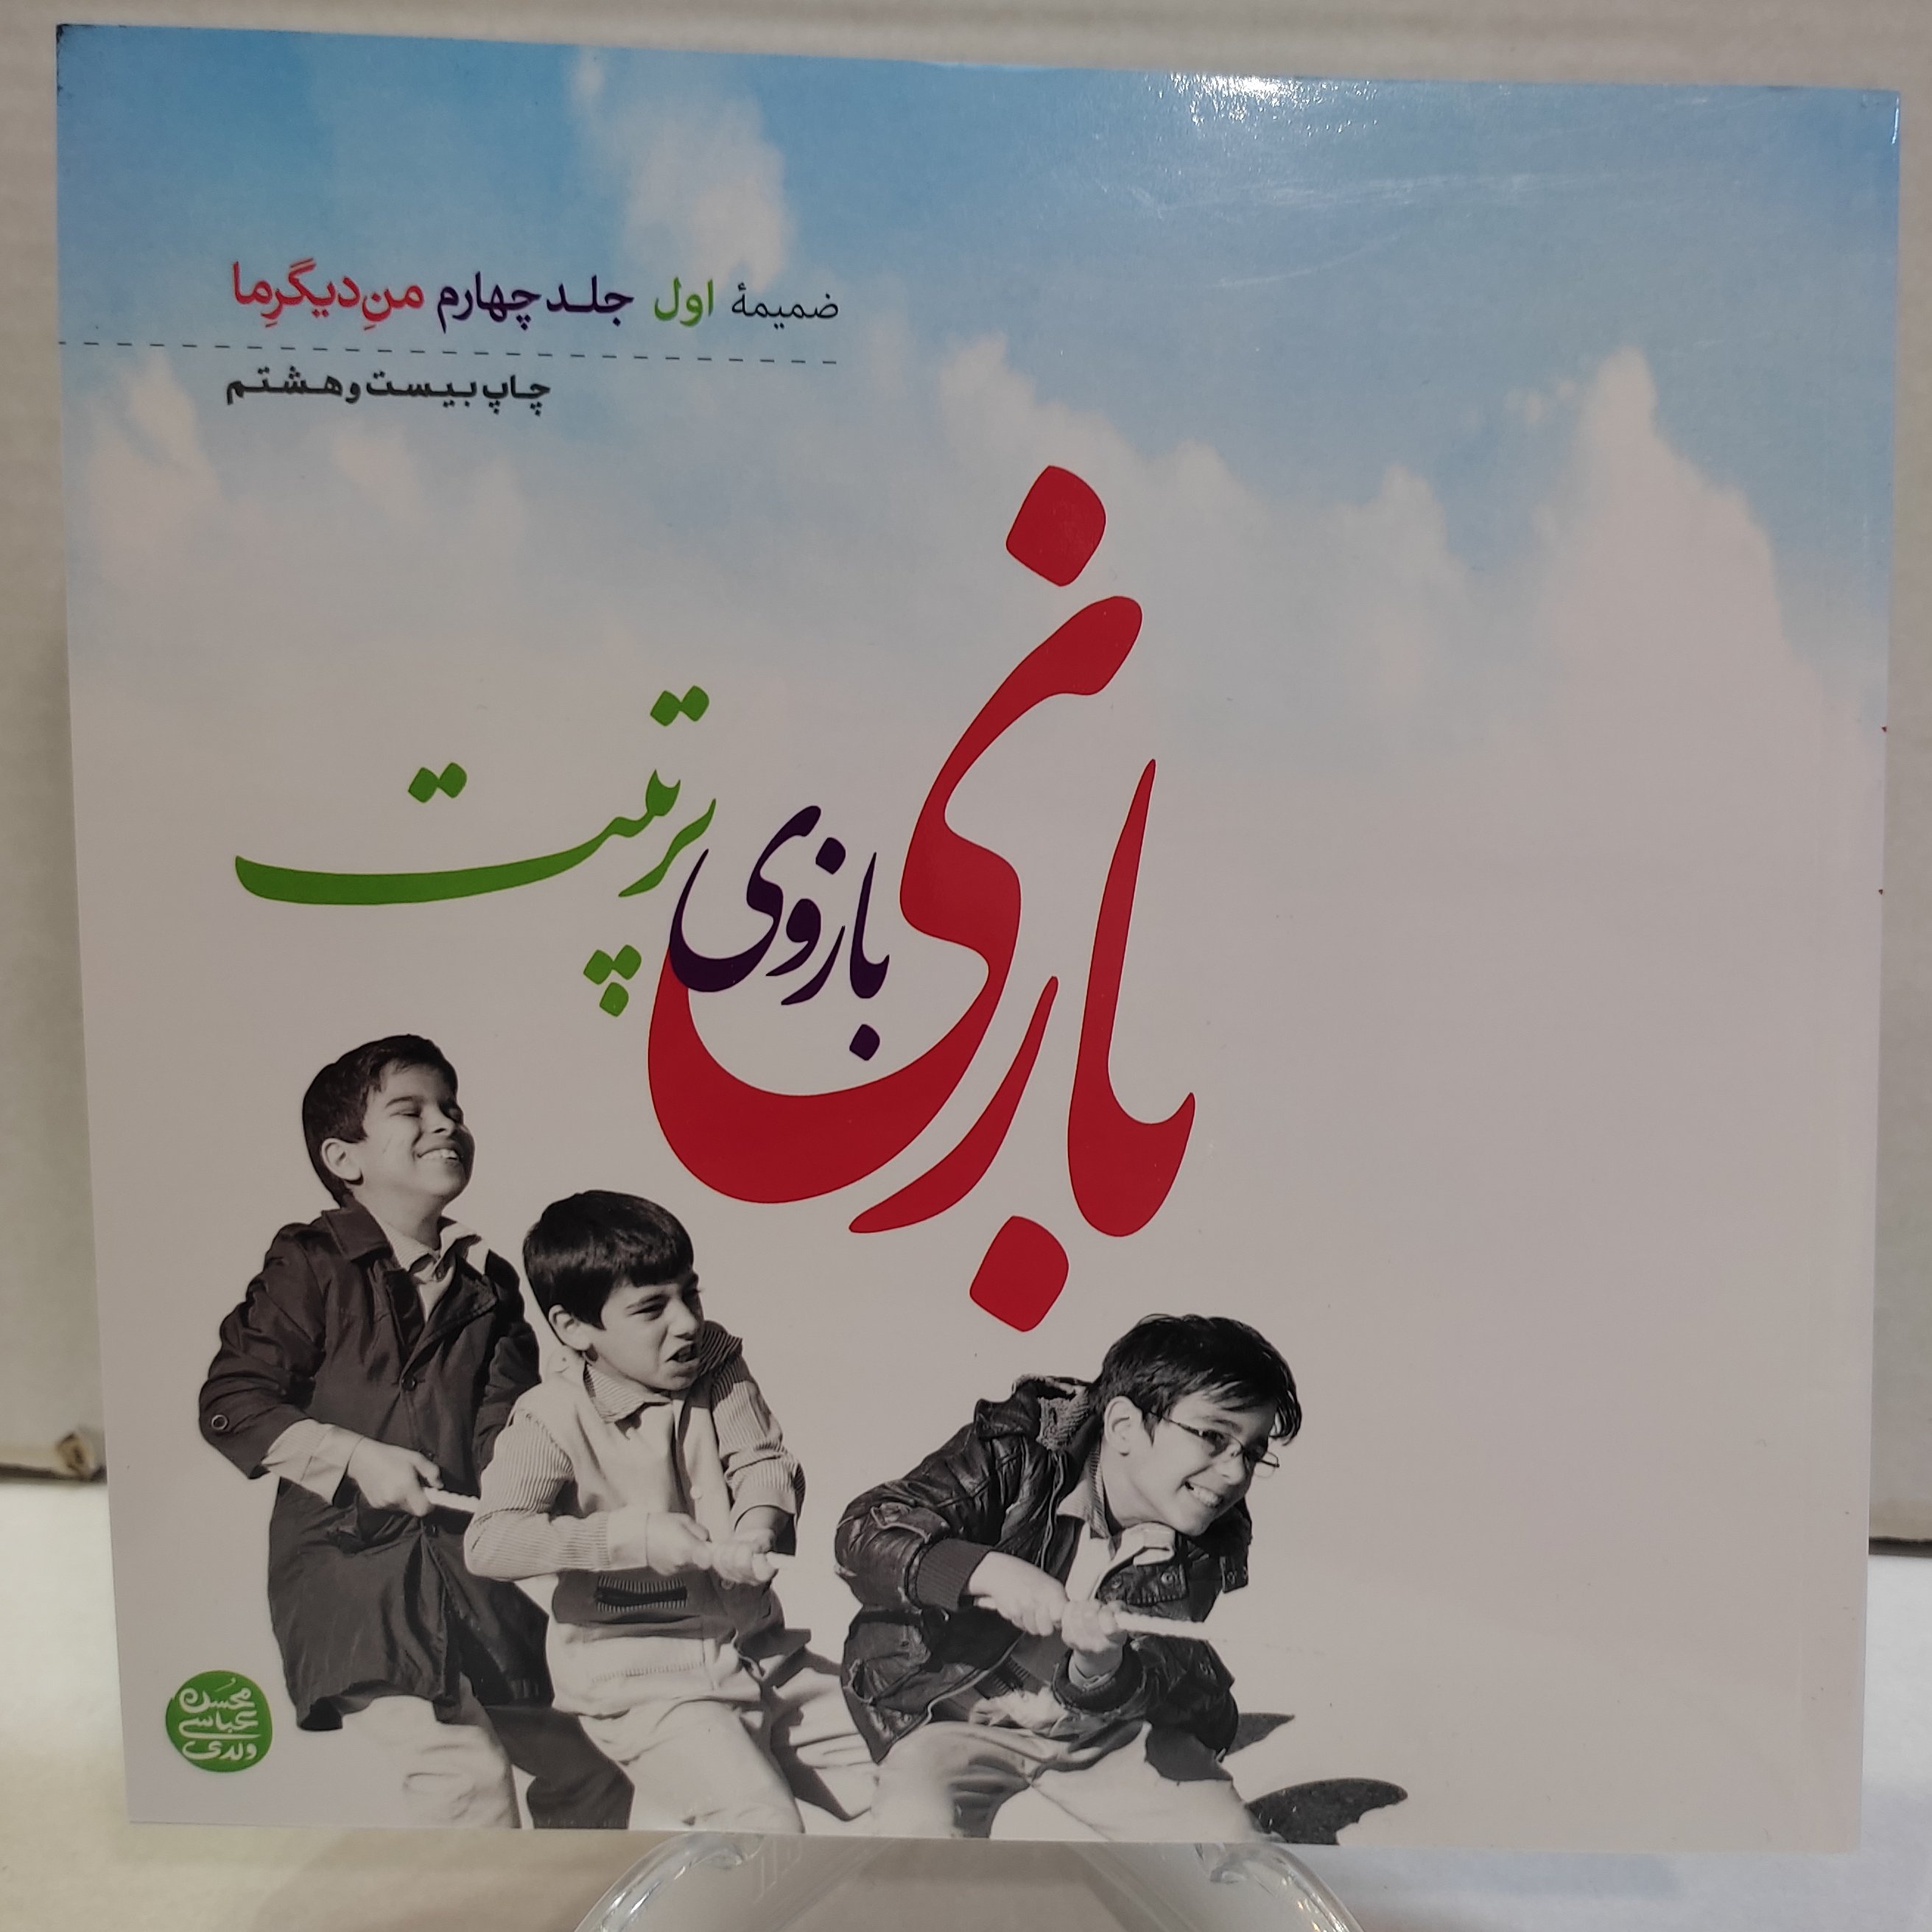 ضمیمهٔ اول جلد چهارم منِ دیگرِما
چاپ بیست و هشتم
بازی
بازوی
تربیت
محسن
عباسی
ولدی